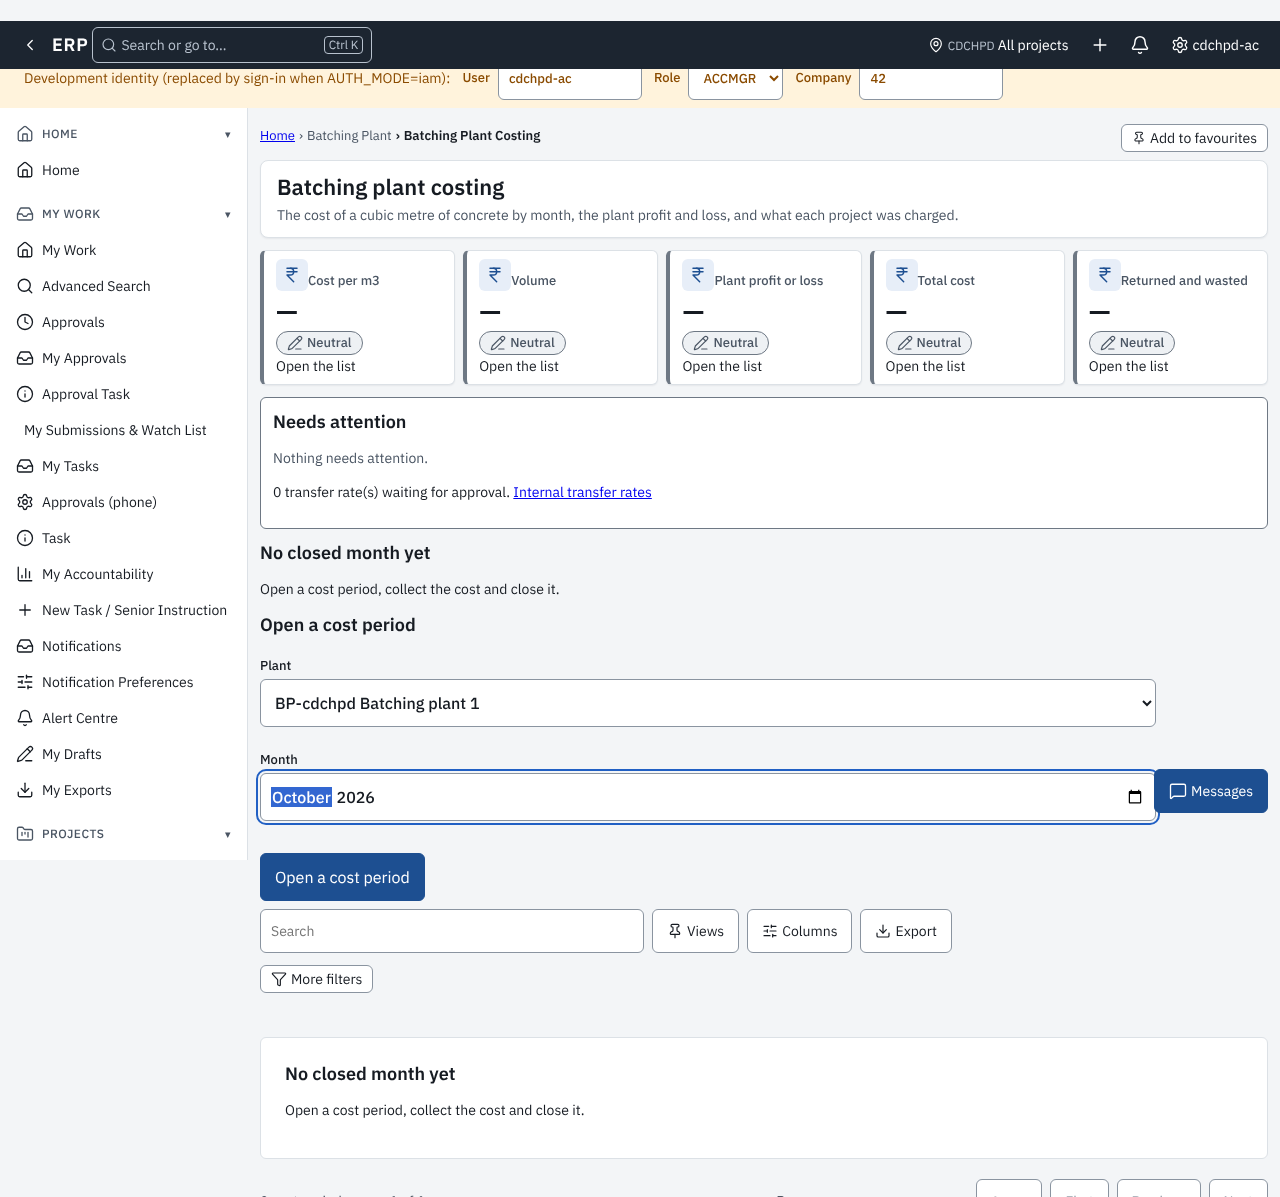 ERP
Search or go to...
Ctrl K
CDCHPD All projects
cdchpd-ac
Development identity (replaced by sign-in when AUTH_MODE=iam):
User
cdchpd-ac
Role
ACCMGR
Company
42
HOME
Home
MY WORK
My Work
Advanced Search
Approvals
My Approvals
Approval Task
My Submissions & Watch List
My Tasks
Approvals (phone)
Task
My Accountability
New Task / Senior Instruction
Notifications
Notification Preferences
Alert Centre
My Drafts
My Exports
PROJECTS
Home › Batching Plant › Batching Plant Costing
Add to favourites
Batching plant costing
The cost of a cubic metre of concrete by month, the plant profit and loss, and what each project was charged.
₹ Cost per m3
—
Neutral
Open the list
₹ Volume
—
Neutral
Open the list
₹ Plant profit or loss
—
Neutral
Open the list
₹ Total cost
—
Neutral
Open the list
₹ Returned and wasted
—
Neutral
Open the list
Needs attention
Nothing needs attention.
0 transfer rate(s) waiting for approval. Internal transfer rates
No closed month yet
Open a cost period, collect the cost and close it.
Open a cost period
Plant
BP-cdchpd Batching plant 1
Month
October 2026
Messages
Open a cost period
Search
Views
Columns
Export
More filters
No closed month yet
Open a cost period, collect the cost and close it.